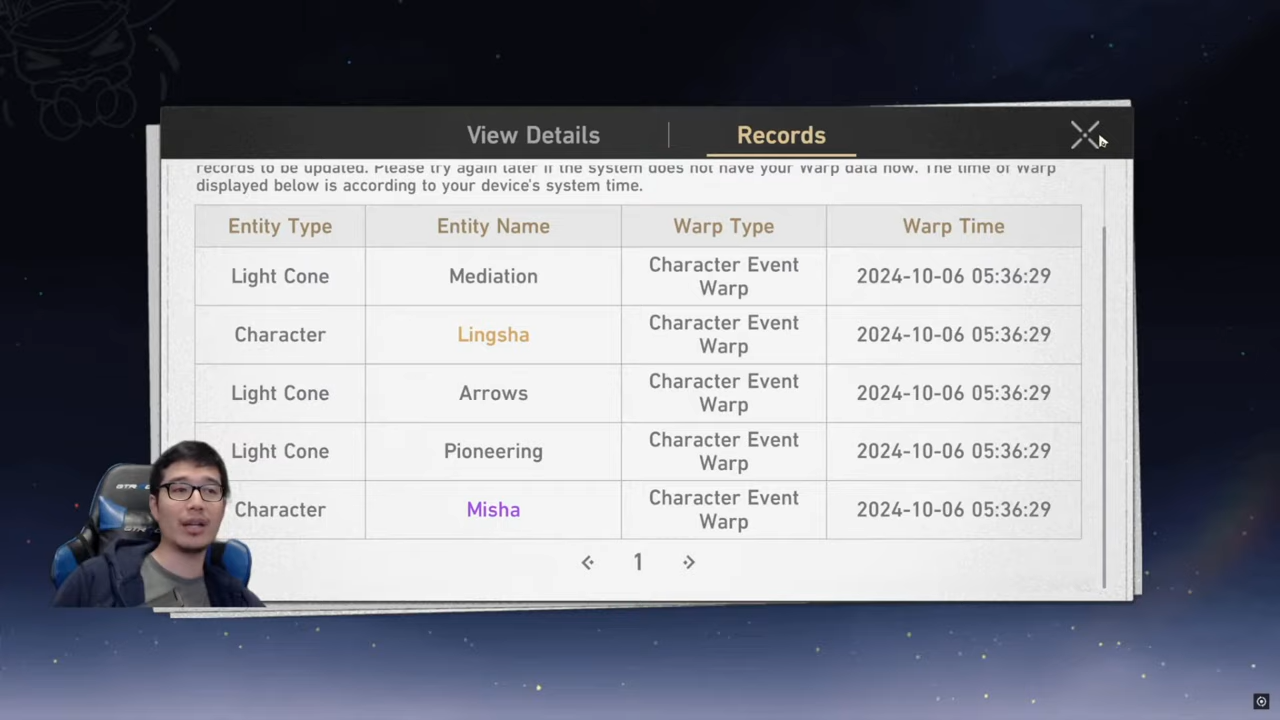 View Details
Records
records to be updated. Please try again later if the system does not have your Warp data now. The time of Warp
displayed below is according to your device's system time.
Entity Type Entity Name Warp Type Warp Time
Light Cone Mediation Character Event Warp 2024-10-06 05:36:29
Character Lingsha Character Event Warp 2024-10-06 05:36:29
Light Cone Arrows Character Event Warp 2024-10-06 05:36:29
Light Cone Pioneering Character Event Warp 2024-10-06 05:36:29
Character Misha Character Event Warp 2024-10-06 05:36:29
1